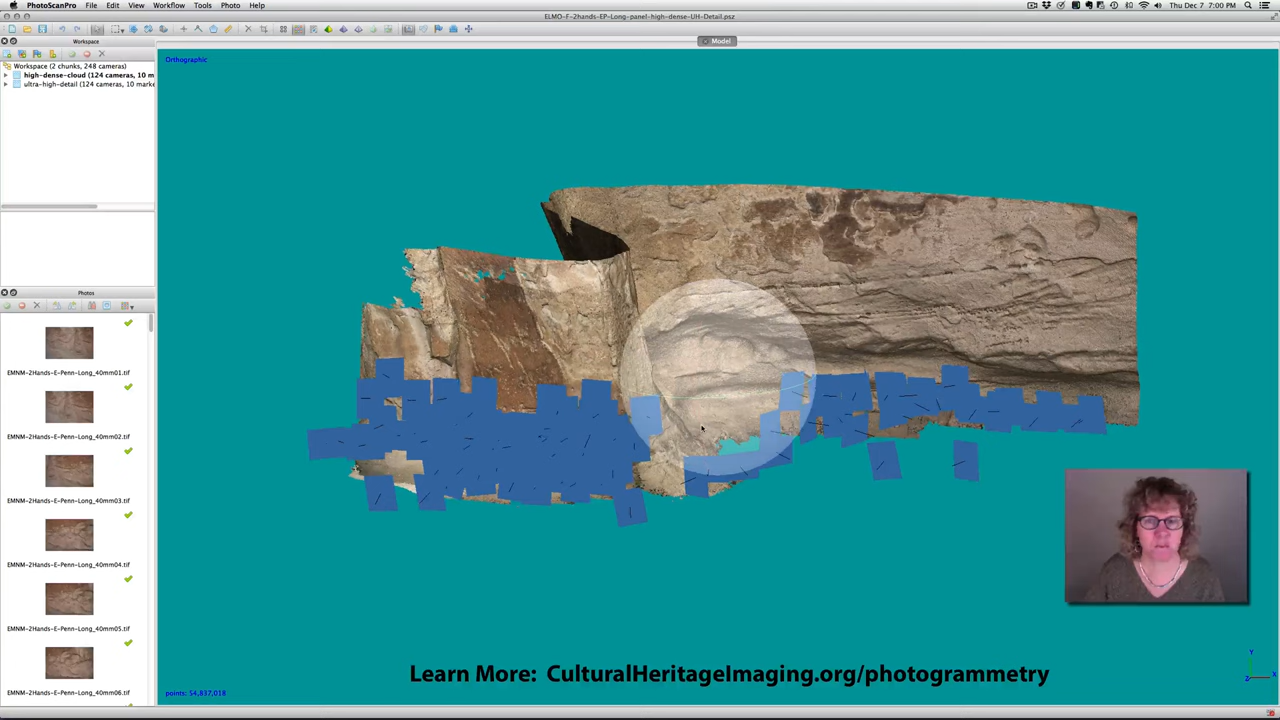 PhotoScanPro File Edit View Workflow Tools Photo Help Thu Dec 7 7:00 PM
ELMO-F-2hands-EP-Long-panel-high-dense-UH-Detail.psz
Workspace
Model
Workspace (2 chunks, 248 cameras)
high-dense-cloud (124 cameras, 10 m
ultra-high-detail (124 cameras, 10 marke
Orthographic
Photos
EMNM-2Hands-E-Penn-Long_40mm01.tif
EMNM-2Hands-E-Penn-Long_40mm02.tif
EMNM-2Hands-E-Penn-Long_40mm03.tif
EMNM-2Hands-E-Penn-Long_40mm04.tif
EMNM-2Hands-E-Penn-Long_40mm05.tif
EMNM-2Hands-E-Penn-Long_40mm06.tif
Learn More: CulturalHeritageImaging.org/photogrammetry
points: 54,837,018
Y
X
Z